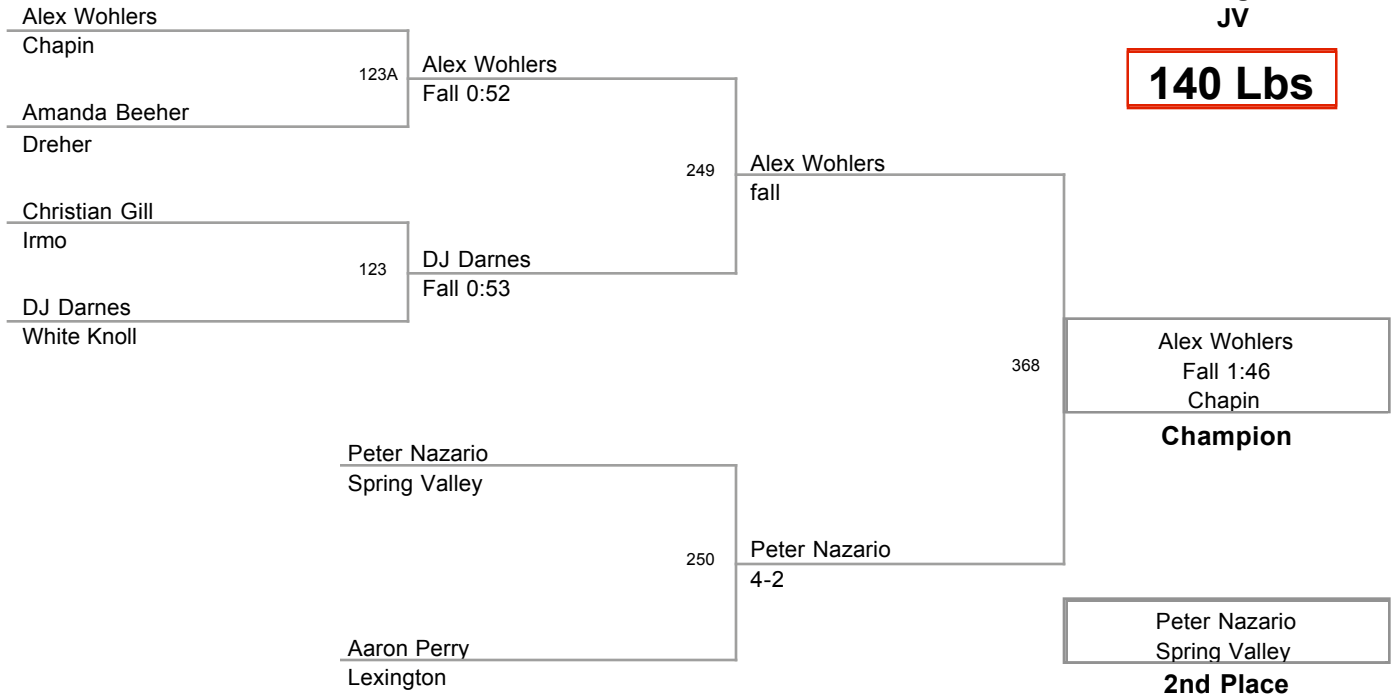 JV
140 Lbs
Alex Wohlers
Chapin
123A
Alex Wohlers
Fall 0:52
Amanda Beeher
Dreher
249
Alex Wohlers
fall
Christian Gill
Irmo
123
DJ Darnes
Fall 0:53
DJ Darnes
White Knoll
368
Alex Wohlers
Fall 1:46
Chapin
Champion
Peter Nazario
Spring Valley
250
Peter Nazario
4-2
Aaron Perry
Lexington
Peter Nazario
Spring Valley
2nd Place